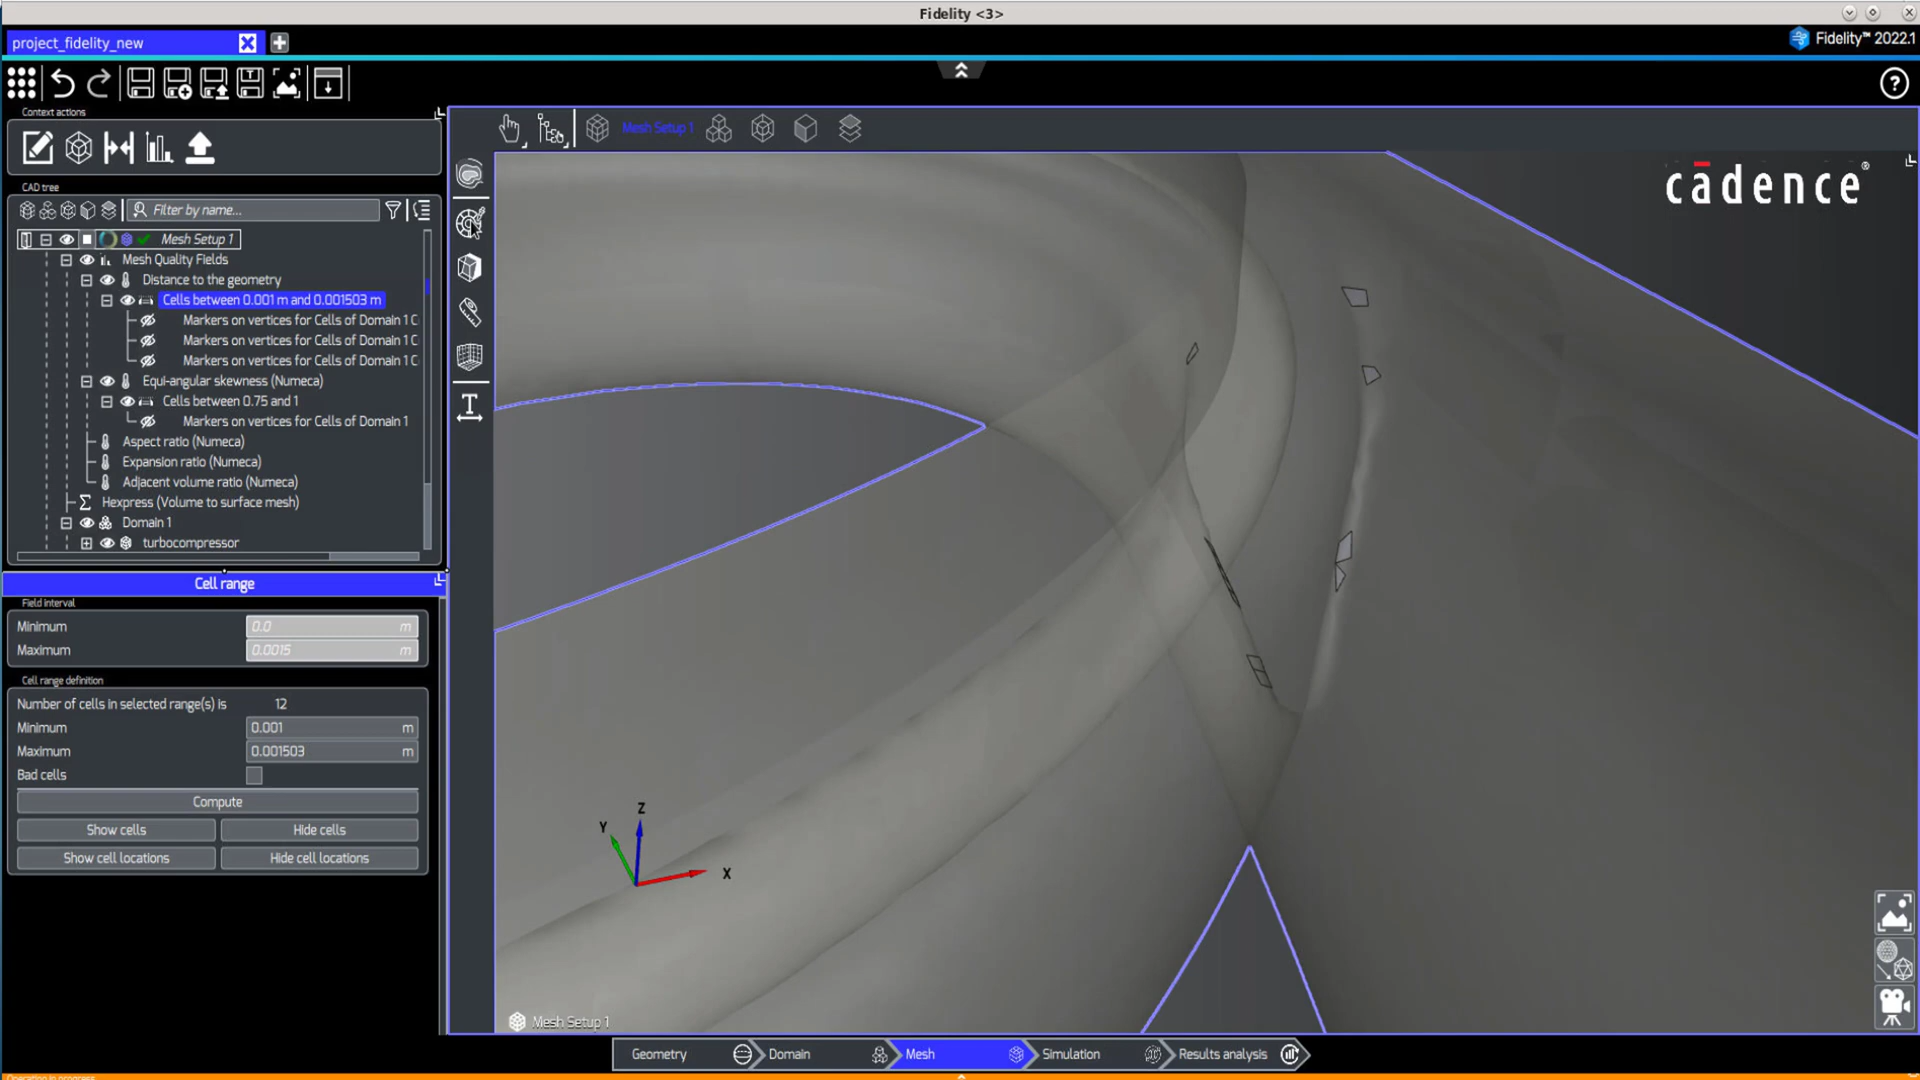 Fidelity <3>
project_fidelity_new
Fidelity™ 2022.1
Context actions
Mesh Setup 1
cādence®
CAD tree
Filter by name...
Mesh Setup 1
Mesh Quality Fields
Distance to the geometry
Cells between 0.001 m and 0.001503 m
Markers on vertices for Cells of Domain 1 C
Markers on vertices for Cells of Domain 1 C
Markers on vertices for Cells of Domain 1 C
Equi-angular skewness (Numeca)
Cells between 0.75 and 1
Markers on vertices for Cells of Domain 1
Aspect ratio (Numeca)
Expansion ratio (Numeca)
Adjacent volume ratio (Numeca)
Hexpress (Volume to surface mesh)
Domain 1
turbocompressor
Cell range
Field interval
Minimum 0.0 m
Maximum 0.0015 m
Cell range definition
Number of cells in selected range(s) is 12
Minimum 0.001 m
Maximum 0.001503 m
Bad cells
Compute
Show cells Hide cells
Show cell locations Hide cell locations
Z
Y
X
Mesh Setup 1
Geometry Domain Mesh Simulation Results analysis
Operation in progress